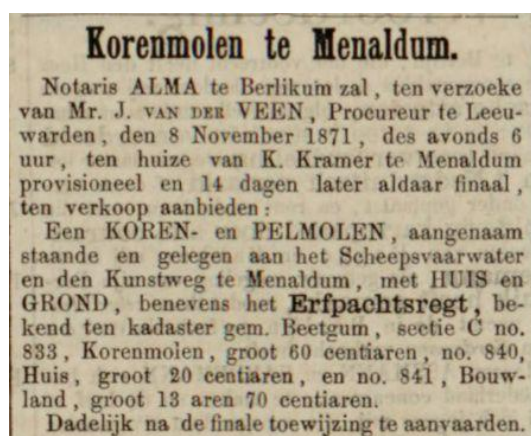 Korenmolen te Menaldum.
Notaris ALMA te Berlikum zal, ten verzoeke
van Mr. J. VAN DER VEEN, Procureur te Leeu-
warden, den 8 November 1871, des avonds 6
uur, ten huize van K. Kramer te Menaldum
provisioneel en 14 dagen later aldaar finaal,
ten verkoop aanbieden:
Een KOREN- en PELMOLEN, aangenaam
staande en gelegen aan het Scheepsvaarwater
en den Kunstweg te Menaldum, met HUIS en
GROND, benevens het Erfpachtsregt, be-
kend ten kadaster gem. Beetgum, sectie C no.
833, Korenmolen, groot 60 centiaren, no. 840,
Huis, groot 20 centiaren, en no. 841, Bouw-
land, groot 13 aren 70 centiaren.
Dadelijk na de finale toewijzing te aanvaarden.